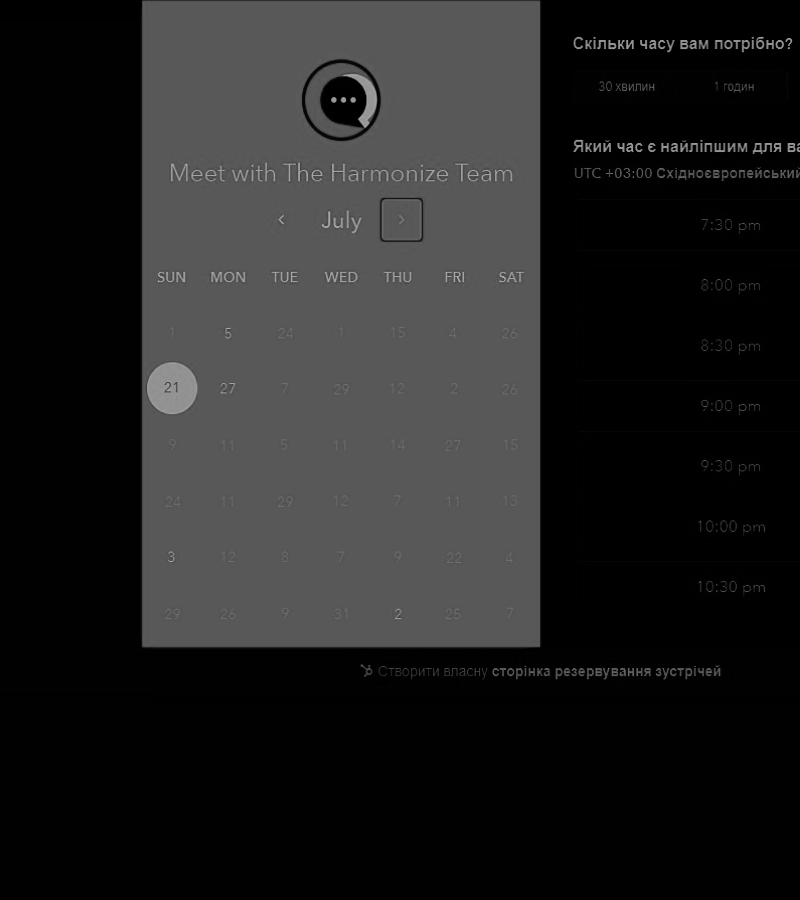 Meet with The Harmonize Team
July
SUN MON TUE WED THU FRI SAT
1 5 24 1 15 4 26
21 27 7 29 12 2 26
9 11 5 11 14 27 15
24 11 29 12 7 11 13
3 12 8 7 9 22 4
29 26 9 31 2 25 7
Скільки часу вам потрібно?
30 хвилин 1 годин
Який час є найліпшим для ва
UTC +03:00 Східноєвропейський
7:30 pm
8:00 pm
8:30 pm
9:00 pm
9:30 pm
10:00 pm
10:30 pm
Створити власну сторінка резервування зустрічей